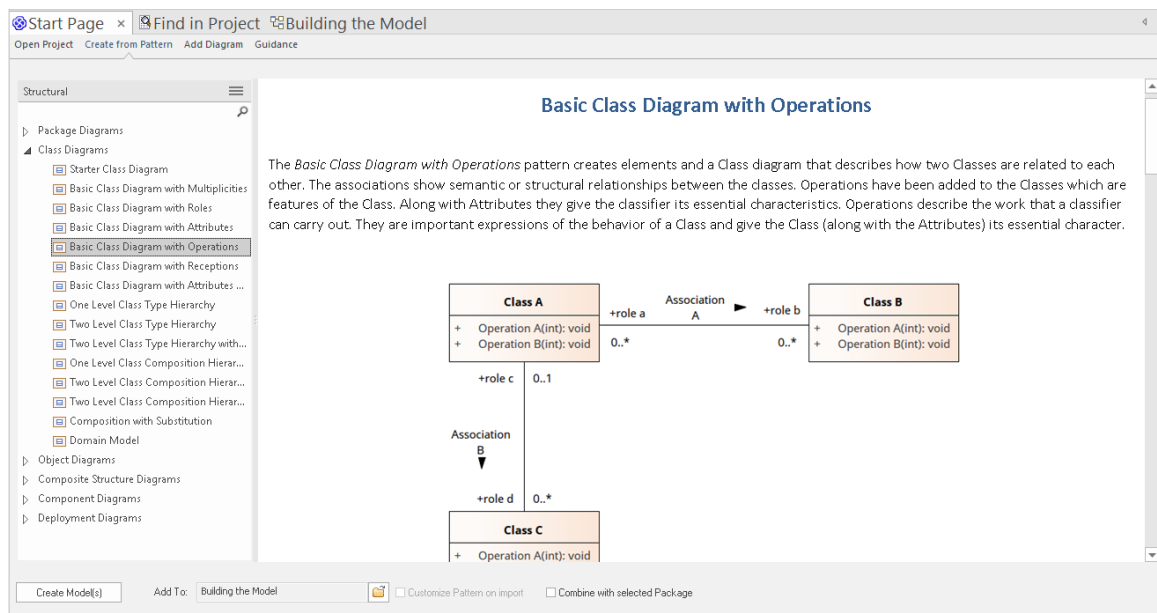 Start Page × Find in Project Building the Model
Open Project Create from Pattern Add Diagram Guidance
Structural
Package Diagrams
Class Diagrams
Starter Class Diagram
Basic Class Diagram with Multiplicities
Basic Class Diagram with Roles
Basic Class Diagram with Attributes
Basic Class Diagram with Operations
Basic Class Diagram with Receptions
Basic Class Diagram with Attributes ...
One Level Class Type Hierarchy
Two Level Class Type Hierarchy
Two Level Class Type Hierarchy with...
One Level Class Composition Hierar...
Two Level Class Composition Hierar...
Two Level Class Composition Hierar...
Composition with Substitution
Domain Model
Object Diagrams
Composite Structure Diagrams
Component Diagrams
Deployment Diagrams
Basic Class Diagram with Operations
The Basic Class Diagram with Operations pattern creates elements and a Class diagram that describes how two Classes are related to each
other. The associations show semantic or structural relationships between the classes. Operations have been added to the Classes which are
features of the Class. Along with Attributes they give the classifier its essential characteristics. Operations describe the work that a classifier
can carry out. They are important expressions of the behavior of a Class and give the Class (along with the Attributes) its essential character.
Class A
+ Operation A(int): void
+ Operation B(int): void
+role a
0..*
Association
A
+role b
0..*
Class B
+ Operation A(int): void
+ Operation B(int): void
+role c 0..1
Association
B
+role d 0..*
Class C
+ Operation A(int): void
Create Model(s) Add To: Building the Model Customize Pattern on import Combine with selected Package